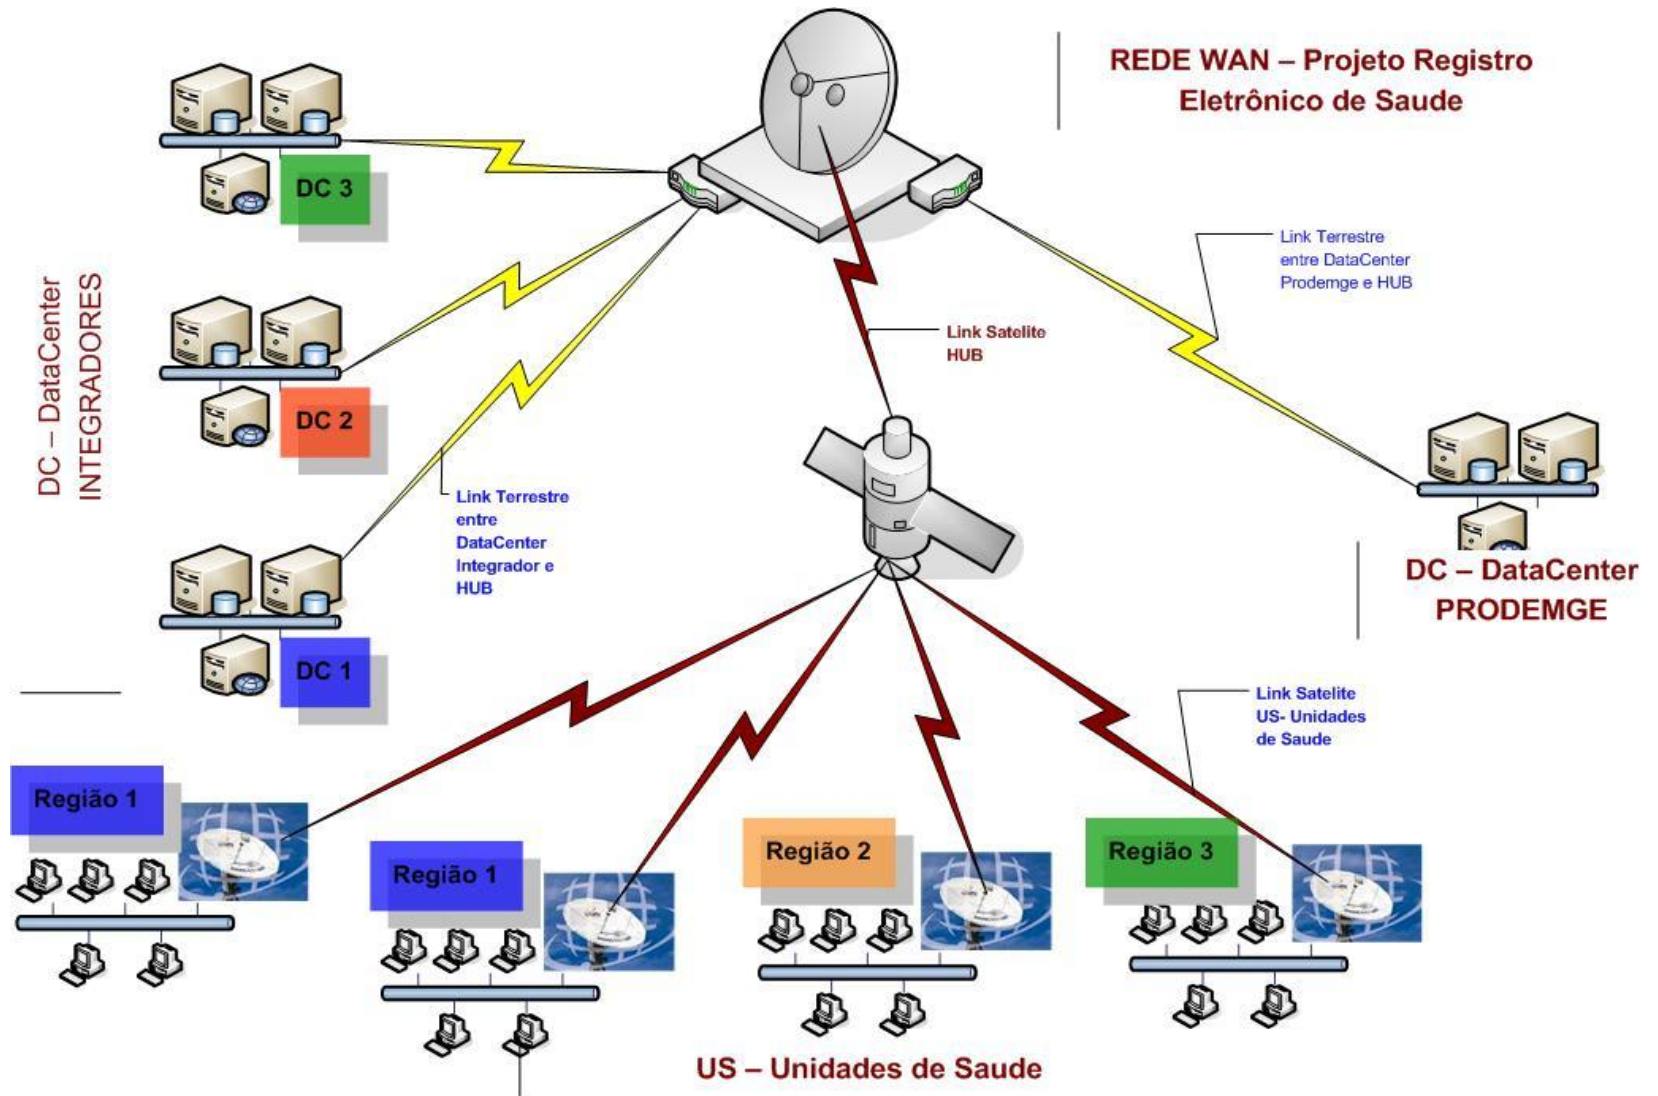 REDE WAN – Projeto Registro
Eletrônico de Saude
DC 3
Link Terrestre
entre DataCenter
Prodemge e HUB
DC – DataCenter
INTEGRADORES
Link Satelite
HUB
DC 2
Link Terrestre
entre
DataCenter
Integrador e
HUB
DC – DataCenter
PRODEMGE
DC 1
Link Satelite
US- Unidades
de Saude
Região 1
Região 1
Região 2
Região 3
US – Unidades de Saude